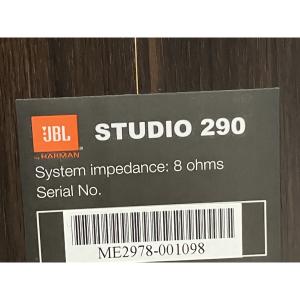 JBL
by HARMAN
STUDIO 290
System impedance: 8 ohms
Serial No.
ME2978-001098